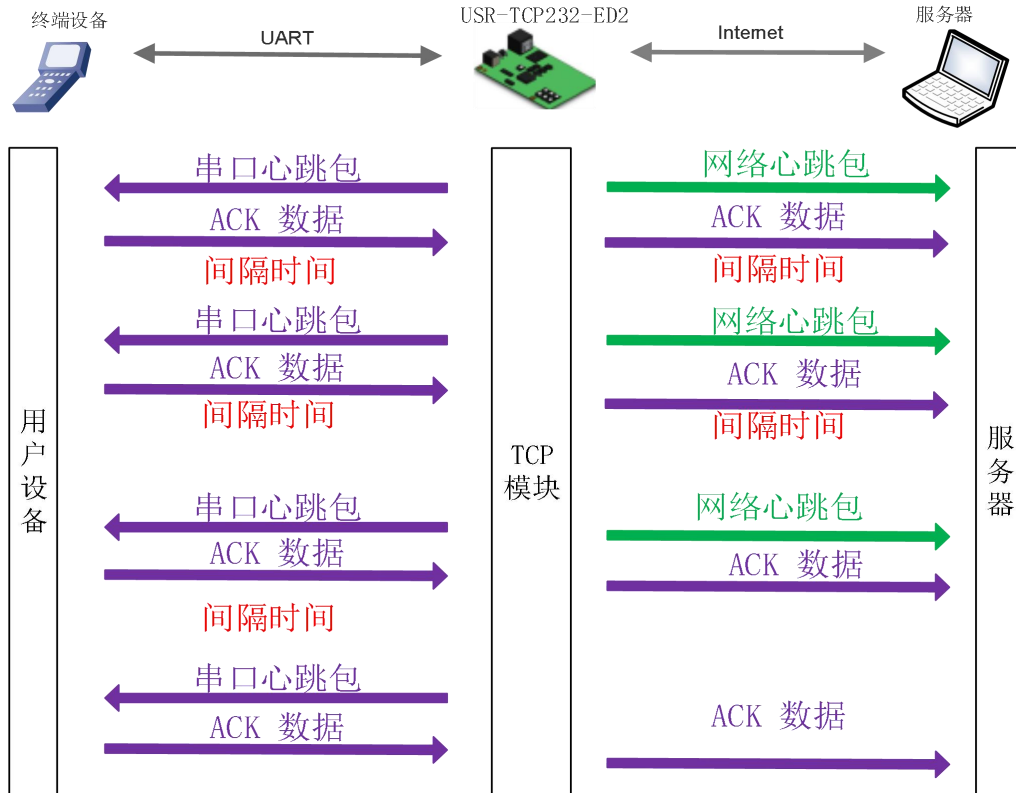 终端设备
UART
USR-TCP232-ED2
Internet
服务器
串口心跳包
网络心跳包
ACK 数据
ACK 数据
间隔时间
间隔时间
串口心跳包
网络心跳包
ACK 数据
ACK 数据
间隔时间
间隔时间
用户设备
TCP
模块
服务器
串口心跳包
网络心跳包
ACK 数据
ACK 数据
间隔时间
串口心跳包
ACK 数据
ACK 数据